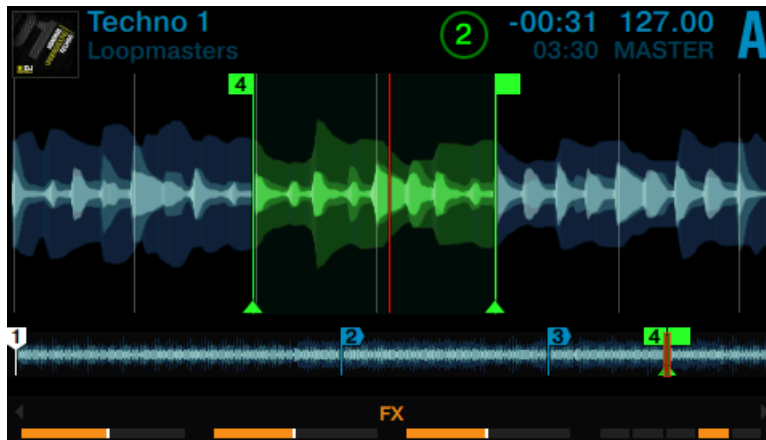 Techno 1
Loopmasters
2
-00:31 127.00
03:30 MASTER
A
4
1 2 3 4
FX